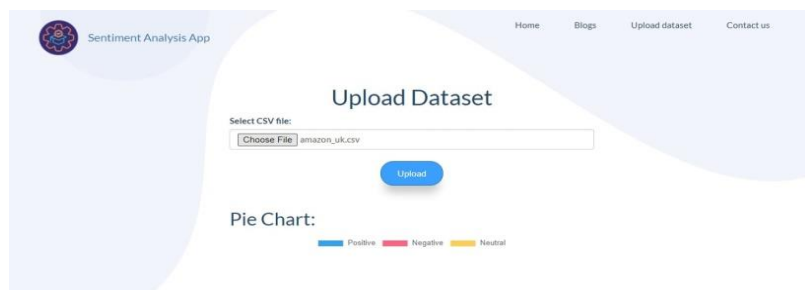 Sentiment Analysis App
Home Blogs Upload dataset Contact us
Upload Dataset
Select CSV file:
Choose File amazon_uk.csv
Upload
Pie Chart:
Positive Negative Neutral